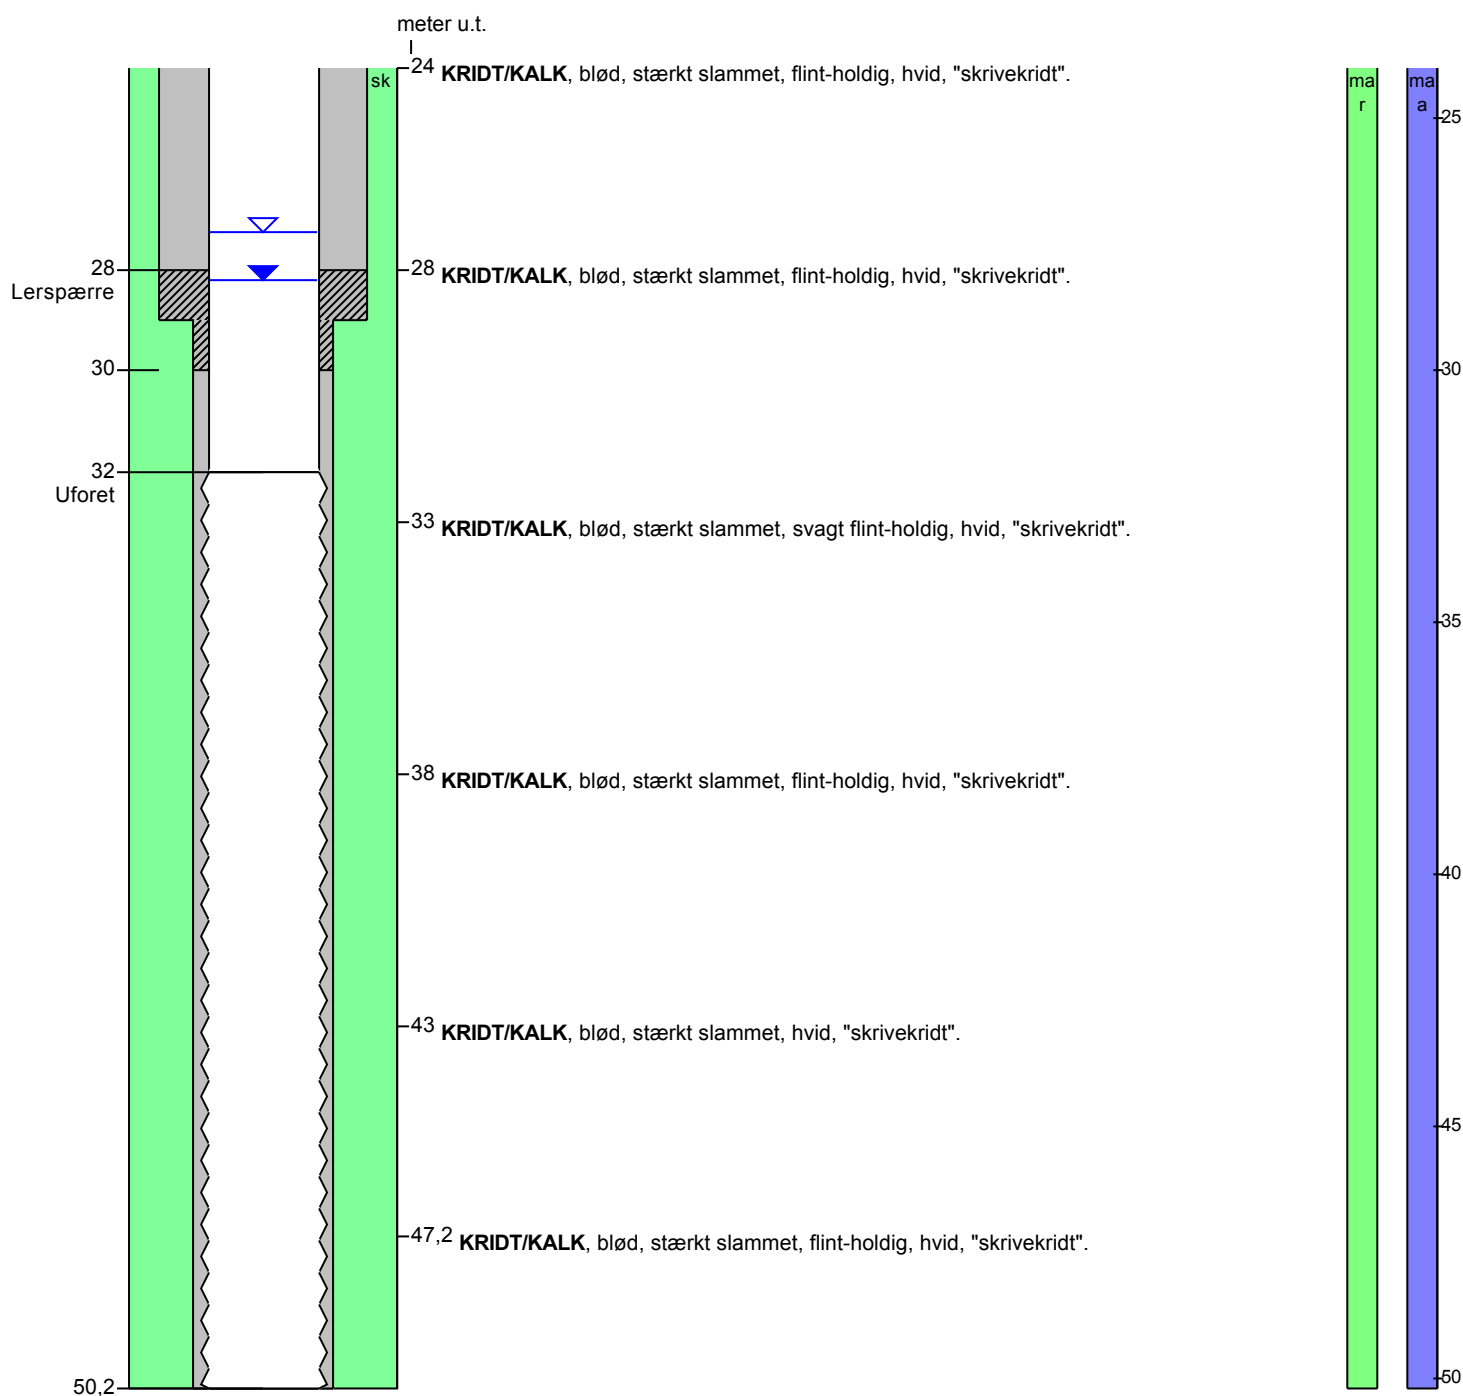 meter u.t.
sk
24 KRIDT/KALK, blød, stærkt slammet, flint-holdig, hvid, "skrivekridt".
ma
r
ma
a
25
28
Lerspærre
28 KRIDT/KALK, blød, stærkt slammet, flint-holdig, hvid, "skrivekridt".
30
30
32
Uforet
33 KRIDT/KALK, blød, stærkt slammet, svagt flint-holdig, hvid, "skrivekridt".
35
38 KRIDT/KALK, blød, stærkt slammet, flint-holdig, hvid, "skrivekridt".
40
43 KRIDT/KALK, blød, stærkt slammet, hvid, "skrivekridt".
45
47,2 KRIDT/KALK, blød, stærkt slammet, flint-holdig, hvid, "skrivekridt".
50,2
50